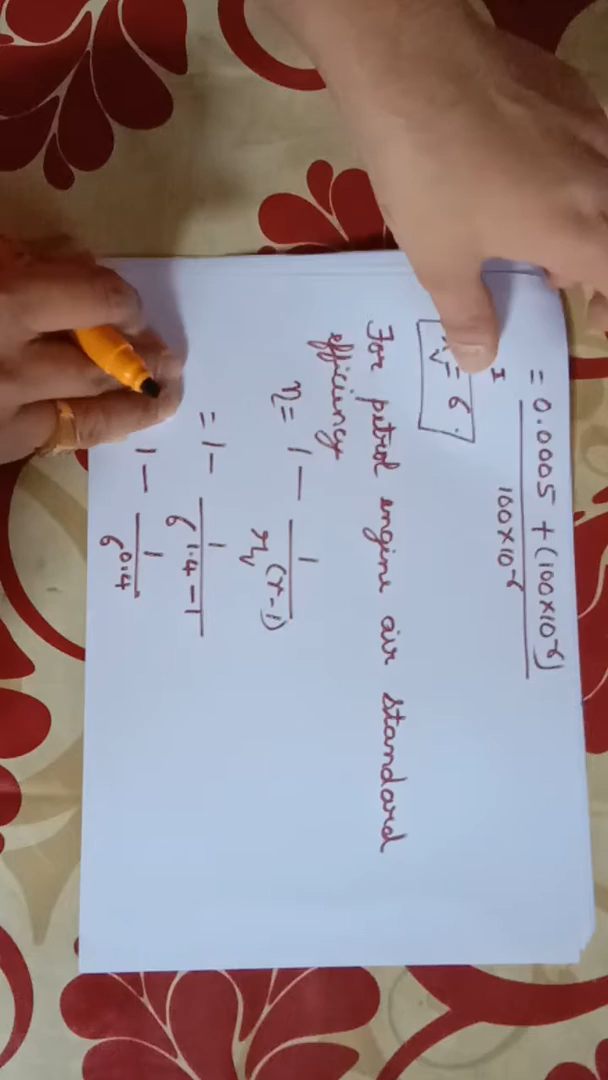 = 0.0005 + (100×10⁻⁶)
100×10⁻⁶
= 6.
For petrol engine air standard
efficiency
η = 1 - 1/r_v^(γ-1)
= 1 - 1/6^1.4-1
1 - 1/6^0.4